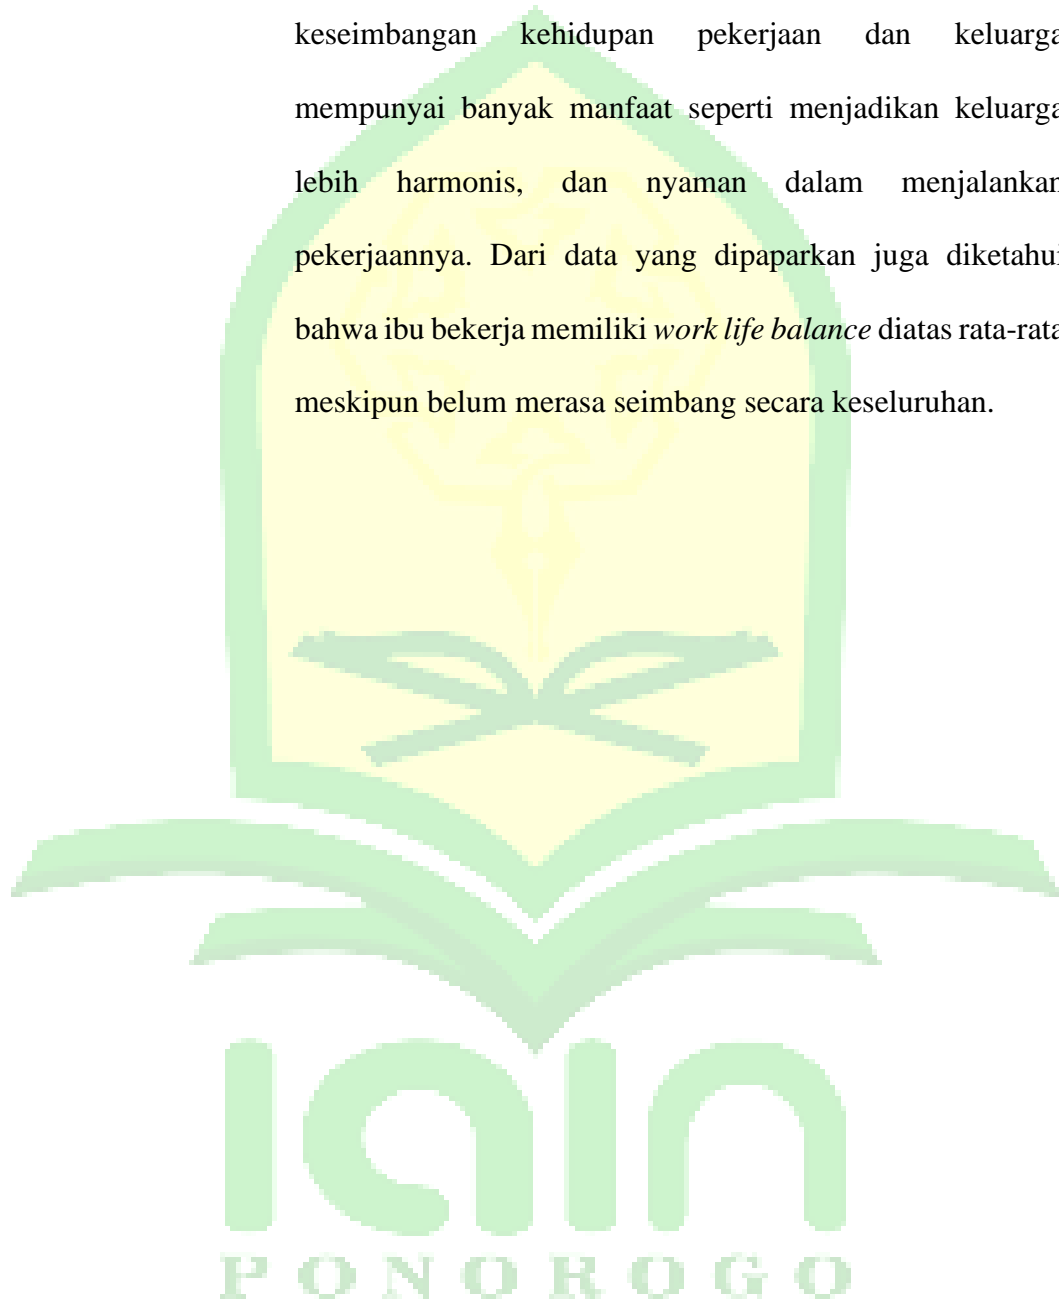 keseimbangan kehidupan pekerjaan dan keluarga
mempunyai banyak manfaat seperti menjadikan keluarga
lebih harmonis, dan nyaman dalam menjalankan
pekerjaannya. Dari data yang dipaparkan juga diketahui
bahwa ibu bekerja memiliki work life balance diatas rata-rata
meskipun belum merasa seimbang secara keseluruhan.
iain
PONOROGO